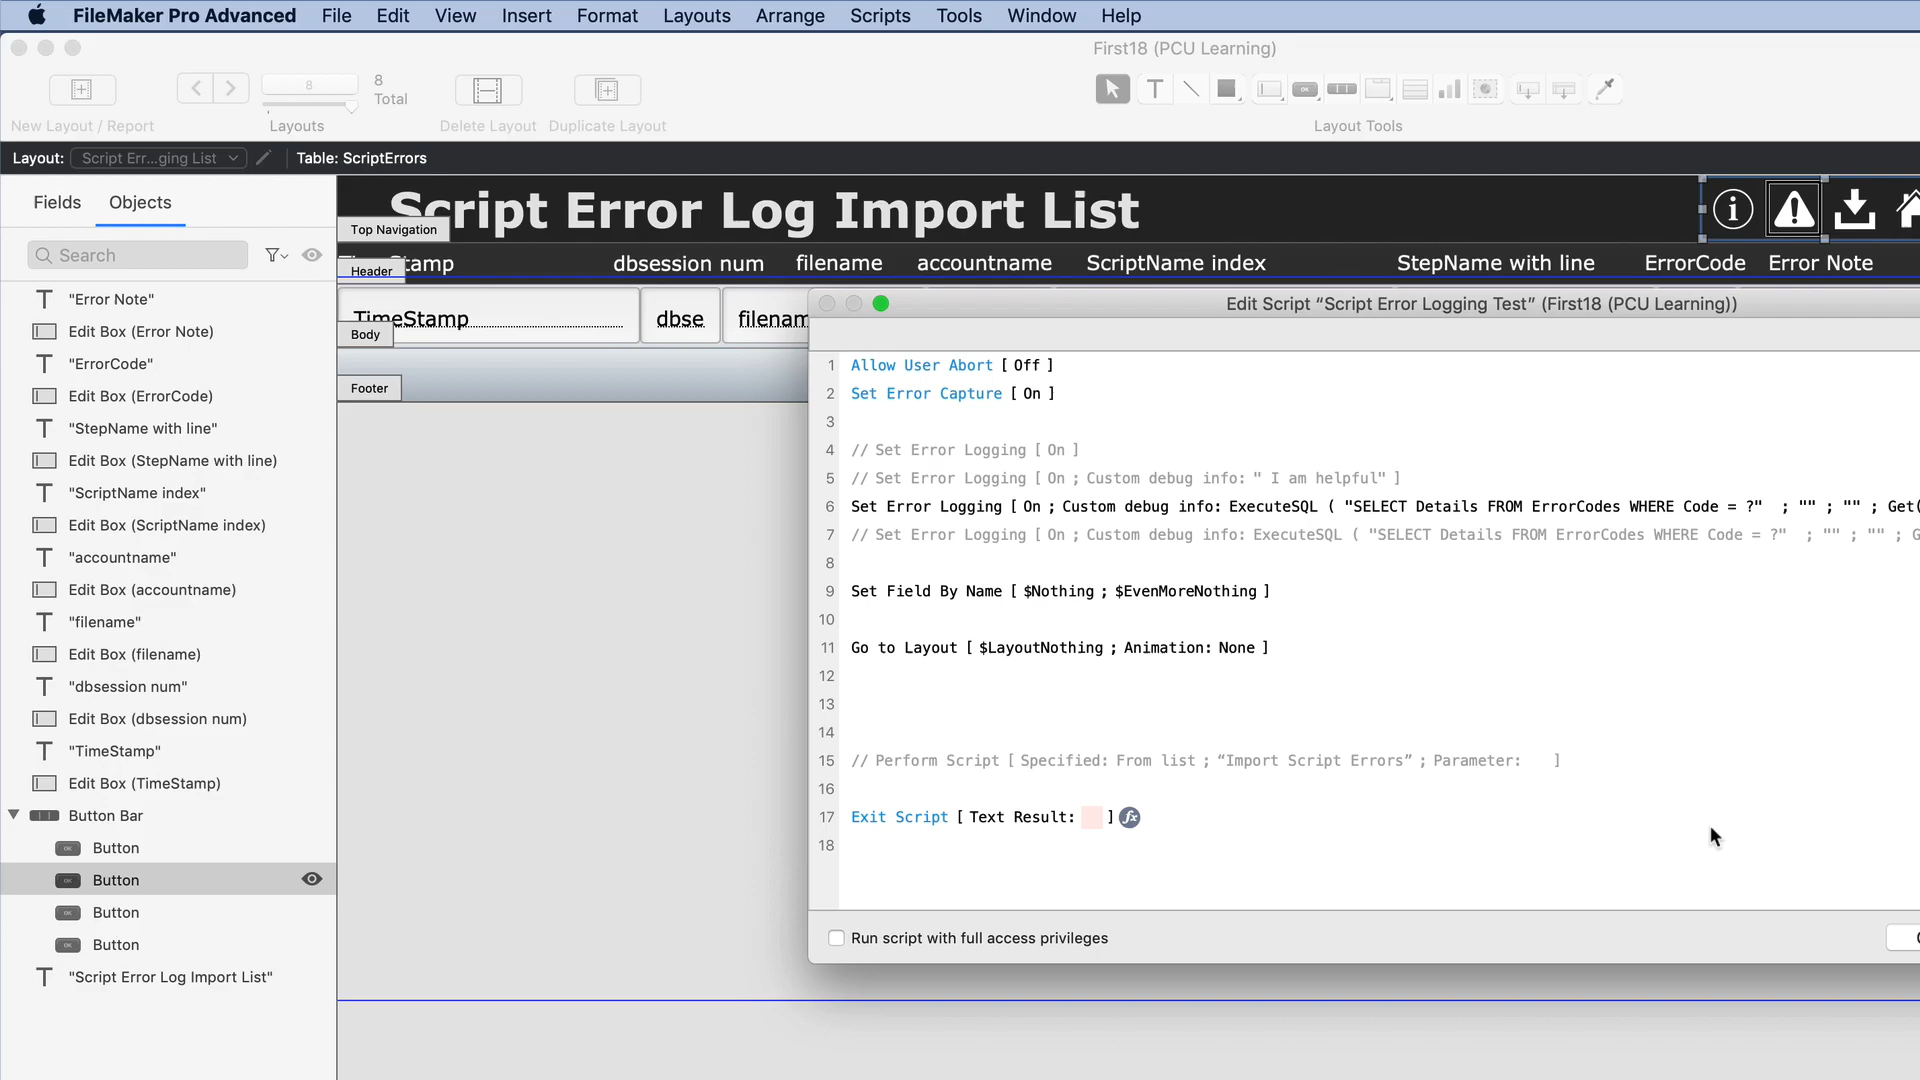 FileMaker Pro Advanced File Edit View Insert Format Layouts Arrange Scripts Tools Window Help
First18 (PCU Learning)
8
8
Total
New Layout / Report
Layouts
Delete Layout
Duplicate Layout
Layout Tools
Layout: Script Err...ging List
Table: ScriptErrors
Fields Objects
Search
"Error Note"
Edit Box (Error Note)
"ErrorCode"
Edit Box (ErrorCode)
"StepName with line"
Edit Box (StepName with line)
"ScriptName index"
Edit Box (ScriptName index)
"accountname"
Edit Box (accountname)
"filename"
Edit Box (filename)
"dbsession num"
Edit Box (dbsession num)
"TimeStamp"
Edit Box (TimeStamp)
Button Bar
Button
Button
Button
Button
"Script Error Log Import List"
Script Error Log Import List
Top Navigation
Header
dbsession num filename accountname ScriptName index StepName with line ErrorCode Error Note
TimeStamp dbse filenam
Body
Footer
Edit Script “Script Error Logging Test” (First18 (PCU Learning))
1 Allow User Abort [ Off ]
2 Set Error Capture [ On ]
3
4 // Set Error Logging [ On ]
5 // Set Error Logging [ On ; Custom debug info: " I am helpful" ]
6 Set Error Logging [ On ; Custom debug info: ExecuteSQL ( "SELECT Details FROM ErrorCodes WHERE Code = ?" ; "" ; "" ; Get(
7 // Set Error Logging [ On ; Custom debug info: ExecuteSQL ( "SELECT Details FROM ErrorCodes WHERE Code = ?" ; "" ; "" ; G
8
9 Set Field By Name [ $Nothing ; $EvenMoreNothing ]
10
11 Go to Layout [ $LayoutNothing ; Animation: None ]
12
13
14
15 // Perform Script [ Specified: From list ; “Import Script Errors” ; Parameter: ]
16
17 Exit Script [ Text Result: ] fx
18
Run script with full access privileges